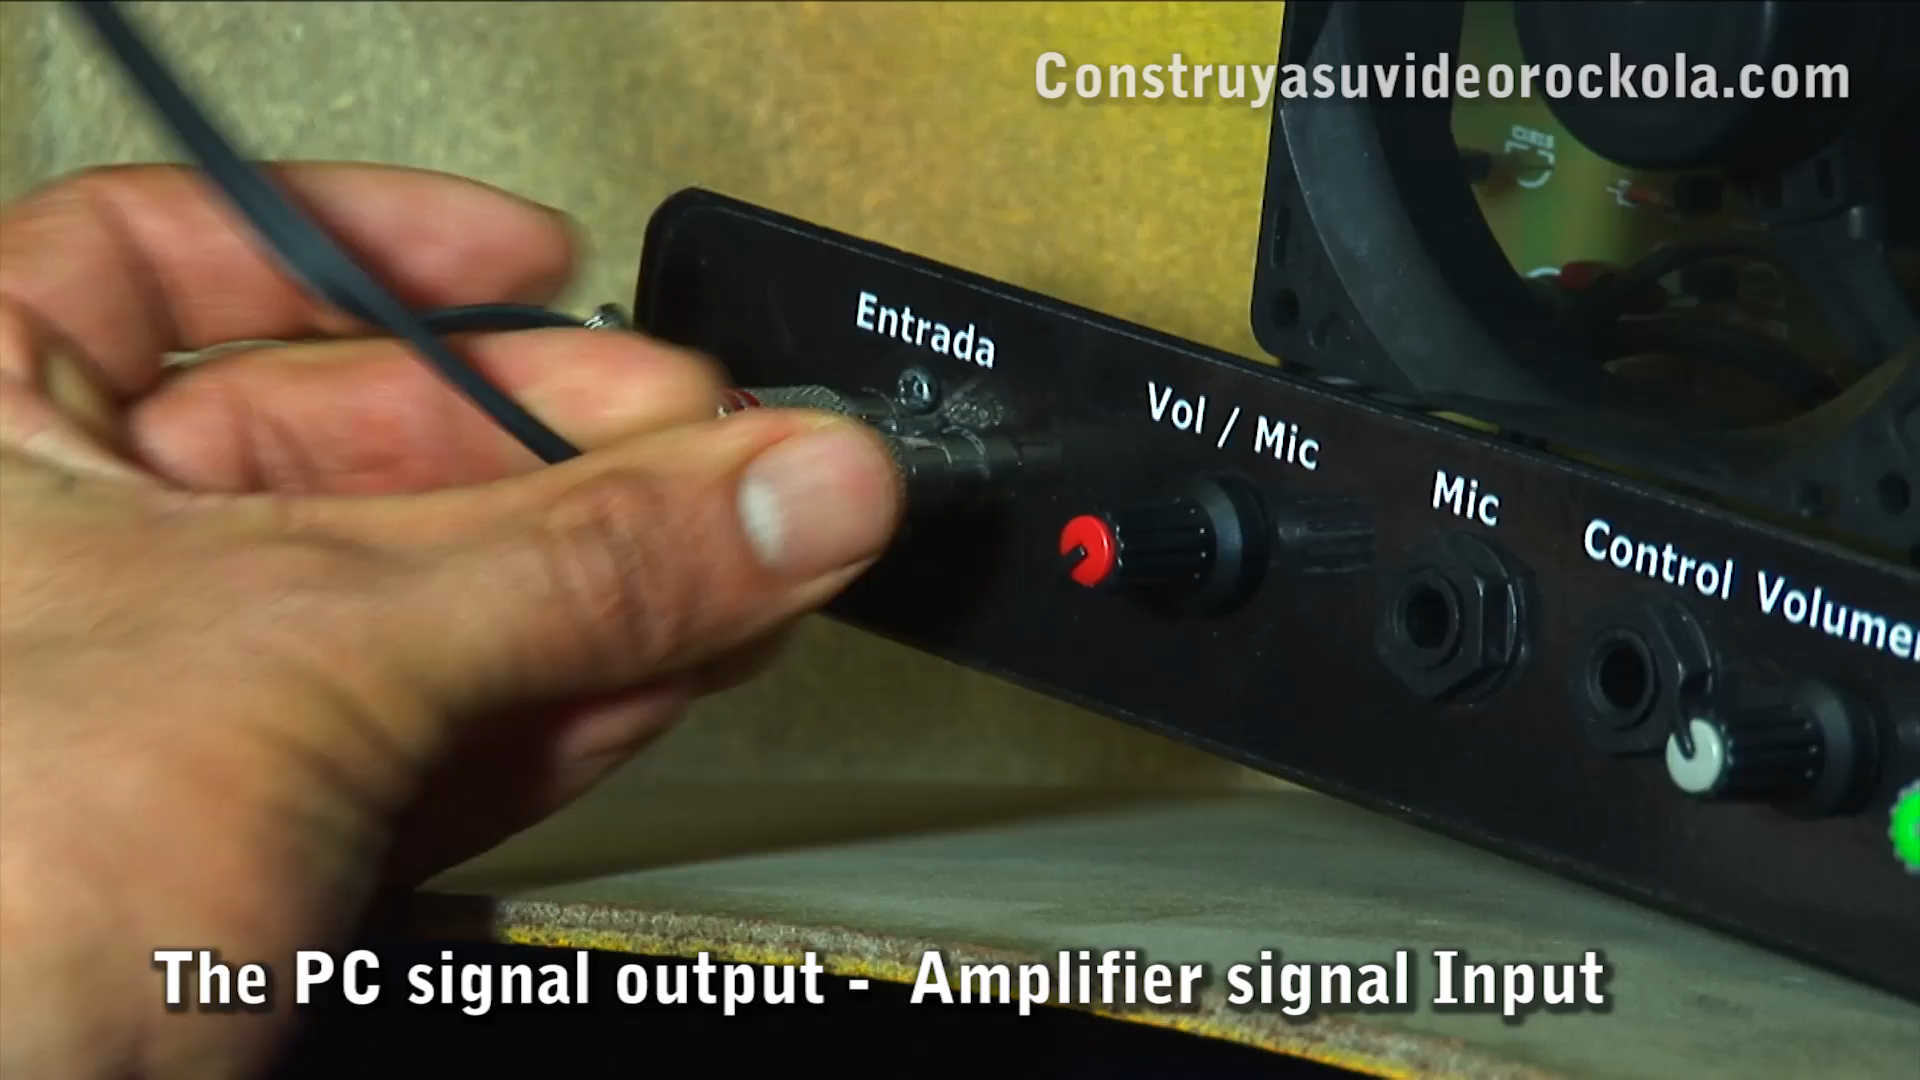 Construyasuvideorockola.com
Entrada
Vol / Mic
Mic
Control Volumen
The PC signal output - Amplifier signal Input